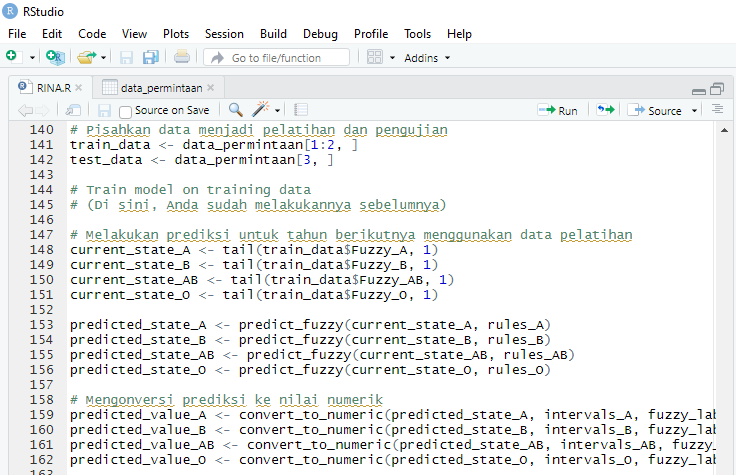 RStudio
File Edit Code View Plots Session Build Debug Profile Tools Help
Go to file/function Addins
RINA.R data_permintaan
Source on Save Run Source
140 # Pisahkan data menjadi pelatihan dan pengujian
141 train_data <- data_permintaan[1:2, ]
142 test_data <- data_permintaan[3, ]
143
144 # Train model on training data
145 # (Di sini, Anda sudah melakukannya sebelumnya)
146
147 # Melakukan prediksi untuk tahun berikutnya menggunakan data pelatihan
148 current_state_A <- tail(train_data$Fuzzy_A, 1)
149 current_state_B <- tail(train_data$Fuzzy_B, 1)
150 current_state_AB <- tail(train_data$Fuzzy_AB, 1)
151 current_state_O <- tail(train_data$Fuzzy_O, 1)
152
153 predicted_state_A <- predict_fuzzy(current_state_A, rules_A)
154 predicted_state_B <- predict_fuzzy(current_state_B, rules_B)
155 predicted_state_AB <- predict_fuzzy(current_state_AB, rules_AB)
156 predicted_state_O <- predict_fuzzy(current_state_O, rules_O)
157
158 # Mengonversi prediksi ke nilai numerik
159 predicted_value_A <- convert_to_numeric(predicted_state_A, intervals_A, fuzzy_lab
160 predicted_value_B <- convert_to_numeric(predicted_state_B, intervals_B, fuzzy_lab
161 predicted_value_AB <- convert_to_numeric(predicted_state_AB, intervals_AB, fuzzy_
162 predicted_value_O <- convert_to_numeric(predicted_state_O, intervals_O, fuzzy_lab
163